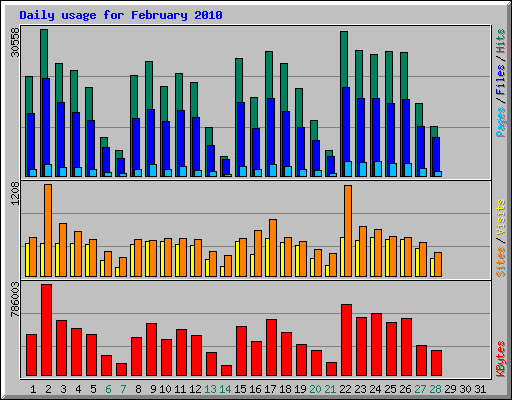 Daily usage for February 2010
30558
Pages/Files/Hits
1208
Sites/Visits
786003
KBytes
1 2 3 4 5 6 7 8 9 10 11 12 13 14 15 16 17 18 19 20 21 22 23 24 25 26 27 28 29 30 31